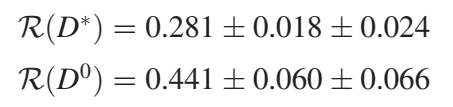 ℛ(D*) = 0.281 ± 0.018 ± 0.024
ℛ(D⁰) = 0.441 ± 0.060 ± 0.066